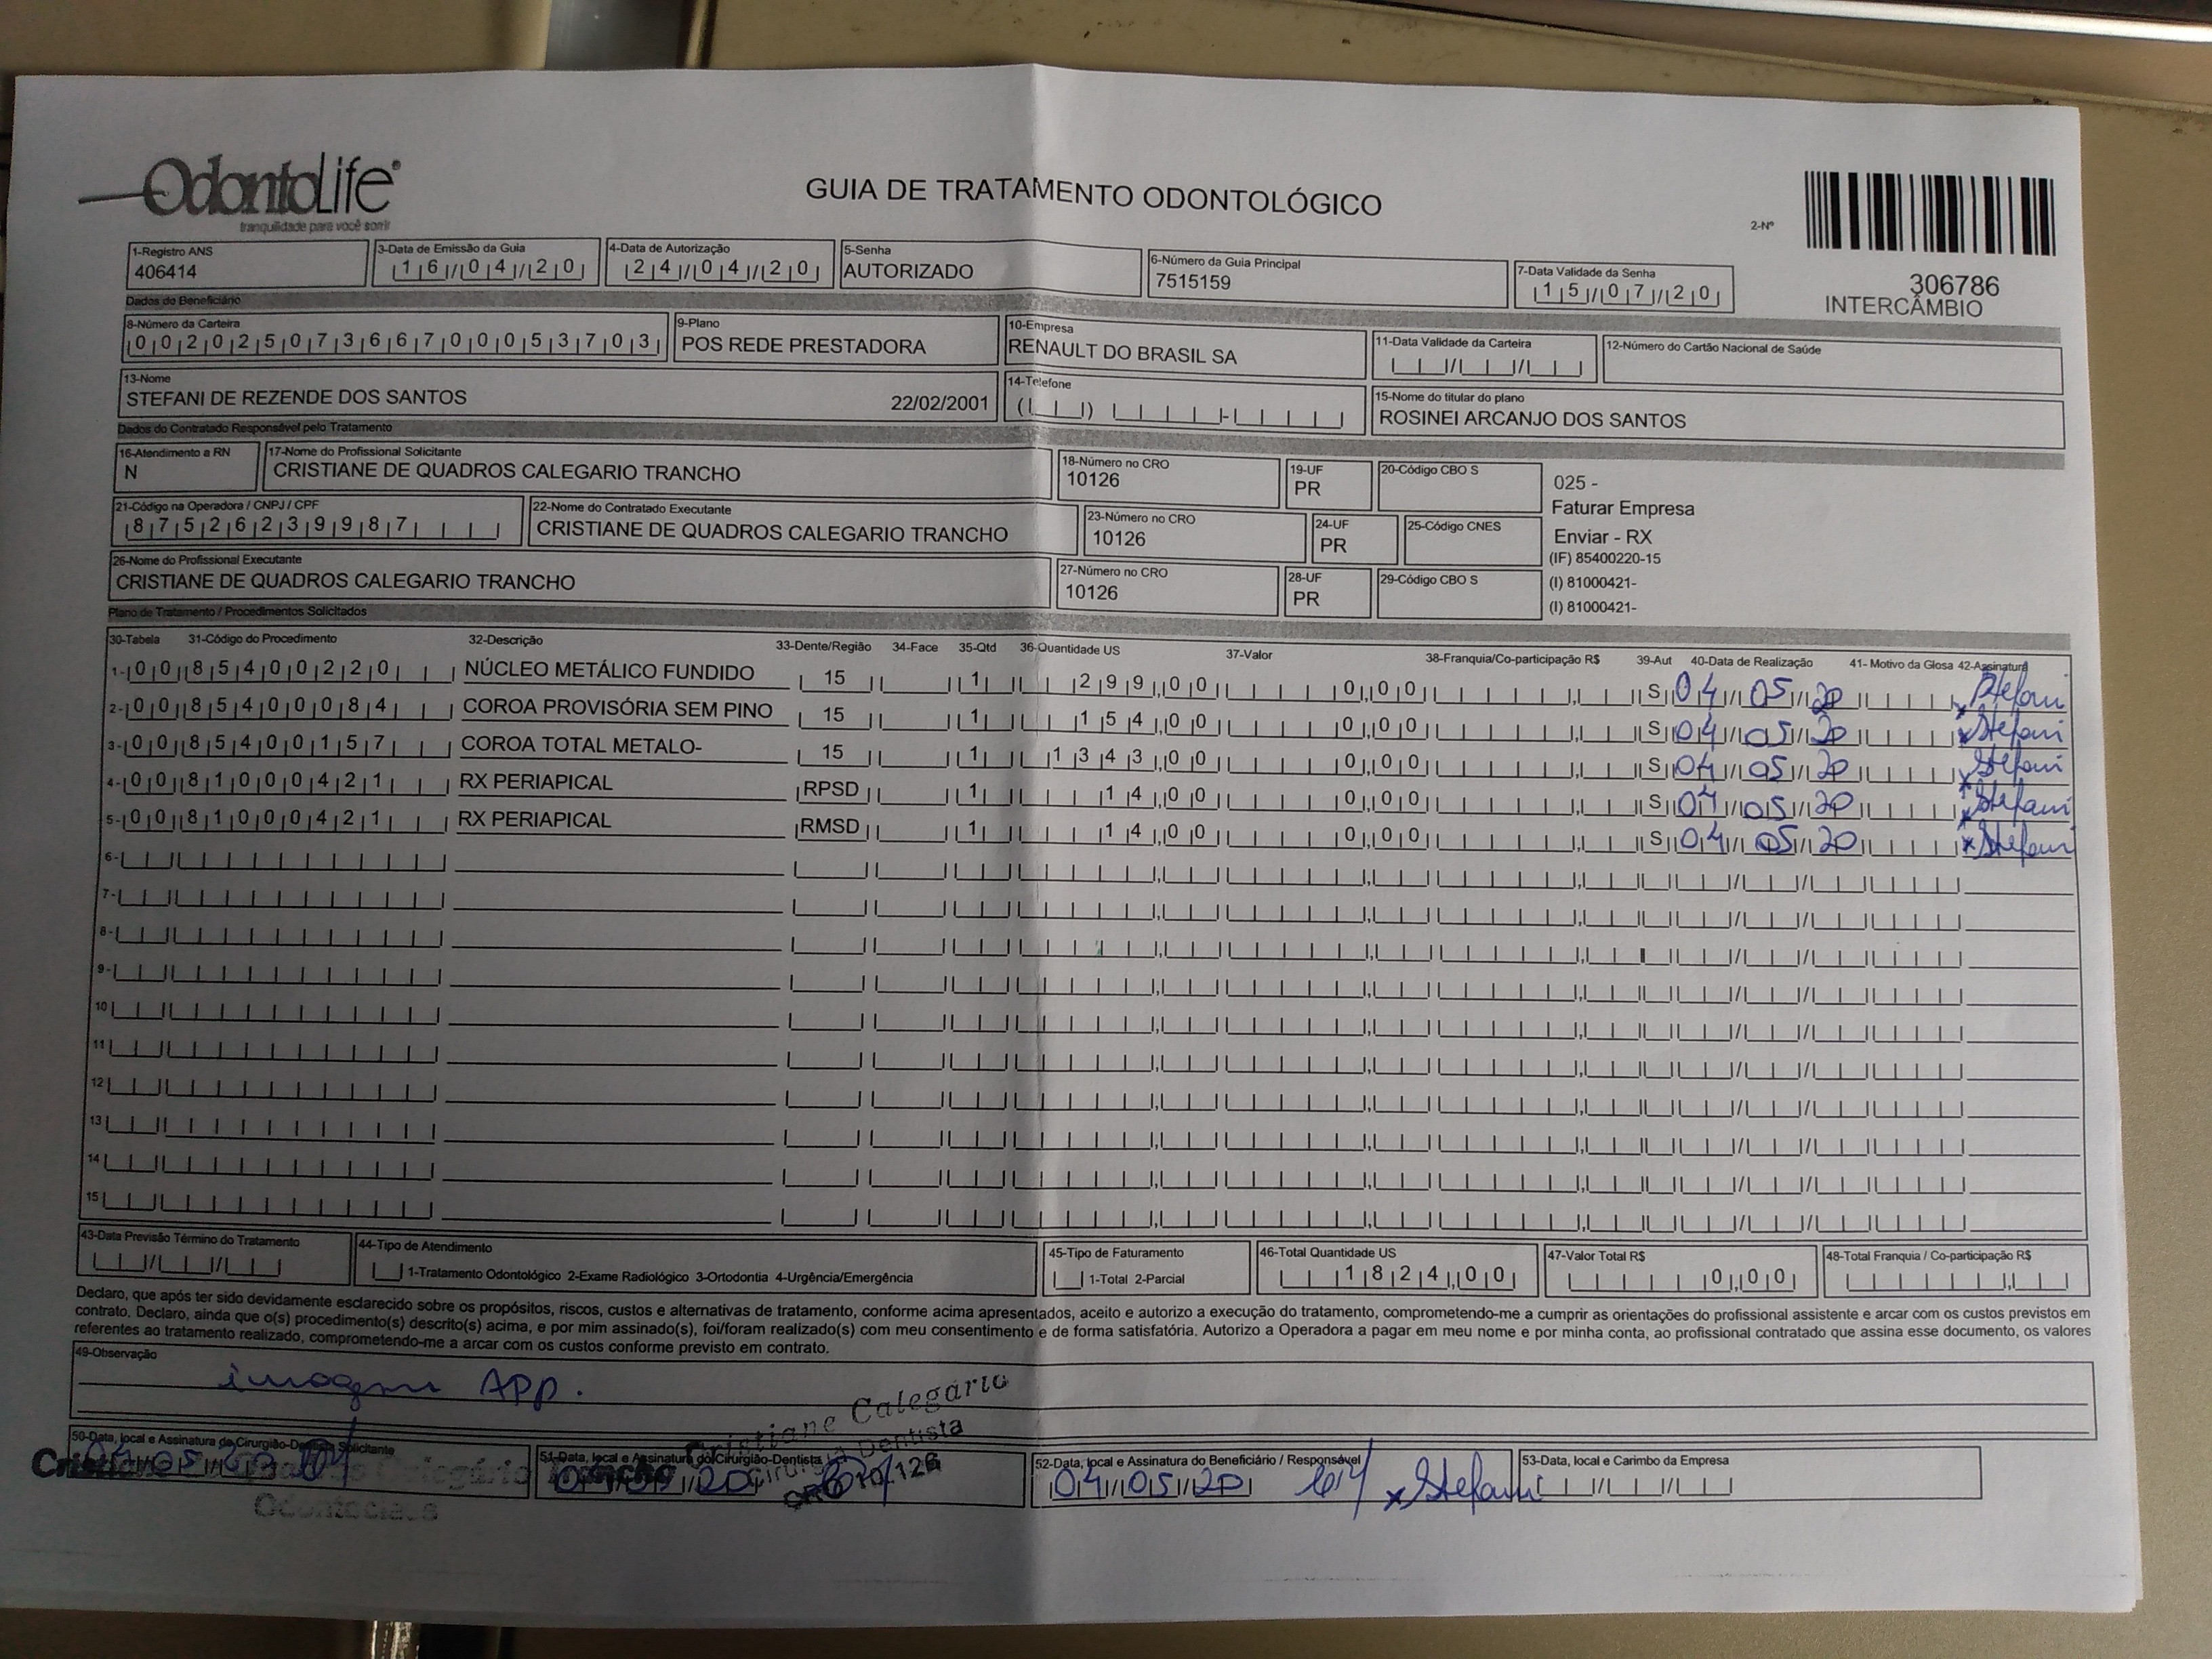 OdontoLife®
tranquilidade para você sorrir
GUIA DE TRATAMENTO ODONTOLÓGICO
2-Nº
306786
INTERCÂMBIO
1-Registro ANS
406414
3-Data de Emissão da Guia
16/04/20
4-Data de Autorização
24/04/20
5-Senha
AUTORIZADO
6-Número da Guia Principal
7515159
7-Data Validade da Senha
15/07/20
Dados do Beneficiário
8-Número da Carteira
00202507366700053703
9-Plano
POS REDE PRESTADORA
10-Empresa
RENAULT DO BRASIL SA
11-Data Validade da Carteira
12-Número do Cartão Nacional de Saúde
13-Nome
STEFANI DE REZENDE DOS SANTOS 22/02/2001
14-Telefone
15-Nome do titular do plano
ROSINEI ARCANJO DOS SANTOS
Dados do Contratado Responsável pelo Tratamento
16-Atendimento a RN
N
17-Nome do Profissional Solicitante
CRISTIANE DE QUADROS CALEGARIO TRANCHO
18-Número no CRO
10126
19-UF
PR
20-Código CBO S
025 -
Faturar Empresa
Enviar - RX
(IF) 85400220-15
(I) 81000421-
(I) 81000421-
21-Código na Operadora / CNPJ / CPF
87526239987
22-Nome do Contratado Executante
CRISTIANE DE QUADROS CALEGARIO TRANCHO
23-Número no CRO
10126
24-UF
PR
25-Código CNES
26-Nome do Profissional Executante
CRISTIANE DE QUADROS CALEGARIO TRANCHO
27-Número no CRO
10126
28-UF
PR
29-Código CBO S
Plano de Tratamento / Procedimentos Solicitados
30-Tabela 31-Código do Procedimento 32-Descrição 33-Dente/Região 34-Face 35-Qtd 36-Quantidade US 37-Valor 38-Franquia/Co-participação R$ 39-Aut 40-Data de Realização 41- Motivo da Glosa 42-Assinatura
1- 00 85400220 NÚCLEO METÁLICO FUNDIDO 15 1 299,00 0,00 S 04/05/20 Stefani
2- 00 85400084 COROA PROVISÓRIA SEM PINO 15 1 154,00 0,00 S 04/05/20 x Stefani
3- 00 85400157 COROA TOTAL METALO- 15 1 1343,00 0,00 S 04/05/20 x Stefani
4- 00 81000421 RX PERIAPICAL RPSD 1 14,00 0,00 S 04/05/20 x Stefani
5- 00 81000421 RX PERIAPICAL RMSD 1 14,00 0,00 S 04/05/20 x Stefani
6-
7-
8-
9-
10
11
12
13
14
15
43-Data Previsão Término do Tratamento
44-Tipo de Atendimento
1-Tratamento Odontológico 2-Exame Radiológico 3-Ortodontia 4-Urgência/Emergência
45-Tipo de Faturamento
1-Total 2-Parcial
46-Total Quantidade US
1824,00
47-Valor Total R$
0,00
48-Total Franquia / Co-participação R$
Declaro, que após ter sido devidamente esclarecido sobre os propósitos, riscos, custos e alternativas de tratamento, conforme acima apresentados, aceito e autorizo a execução do tratamento, comprometendo-me a cumprir as orientações do profissional assistente e arcar com os custos previstos em
contrato. Declaro, ainda que o(s) procedimento(s) descrito(s) acima, e por mim assinado(s), foi/foram realizado(s) com meu consentimento e de forma satisfatória. Autorizo a Operadora a pagar em meu nome e por minha conta, ao profissional contratado que assina esse documento, os valores
referentes ao tratamento realizado, comprometendo-me a arcar com os custos conforme previsto em contrato.
49-Observação
imagem APP.
Cristiane Calegário
Cirurgiã Dentista
CRO 10.126
50-Data, local e Assinatura do Cirurgião-Dentista Solicitante
04/05/20
51-Data, local e Assinatura do Cirurgião-Dentista
04/05/20
52-Data, local e Assinatura do Beneficiário / Responsável
04/05/20 x Stefani
53-Data, local e Carimbo da Empresa